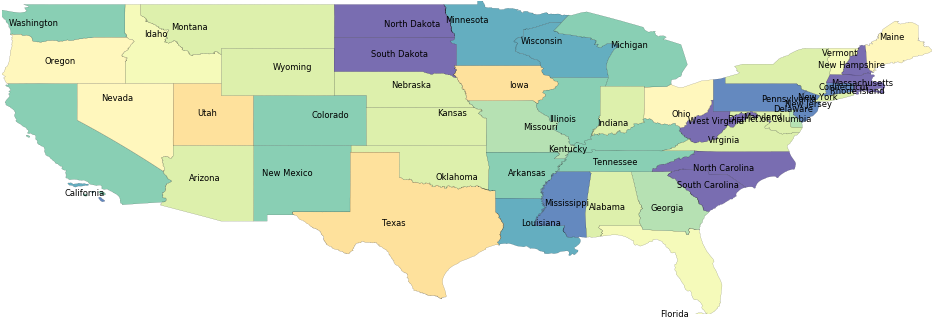 Washington
Idaho
Montana
North Dakota
Minnesota
Wisconsin
Michigan
Vermont
Maine
Oregon
Wyoming
South Dakota
New Hampshire
Nevada
Utah
Colorado
Nebraska
Kansas
Iowa
Illinois
Missouri
Indiana
Ohio
Pennsylvania
Massachusetts
Connecticut
Rhode Island
New York
New Jersey
Delaware
Maryland
District of Columbia
West Virginia
Virginia
Kentucky
Tennessee
North Carolina
South Carolina
California
Arizona
New Mexico
Oklahoma
Arkansas
Texas
Louisiana
Mississippi
Alabama
Georgia
Florida